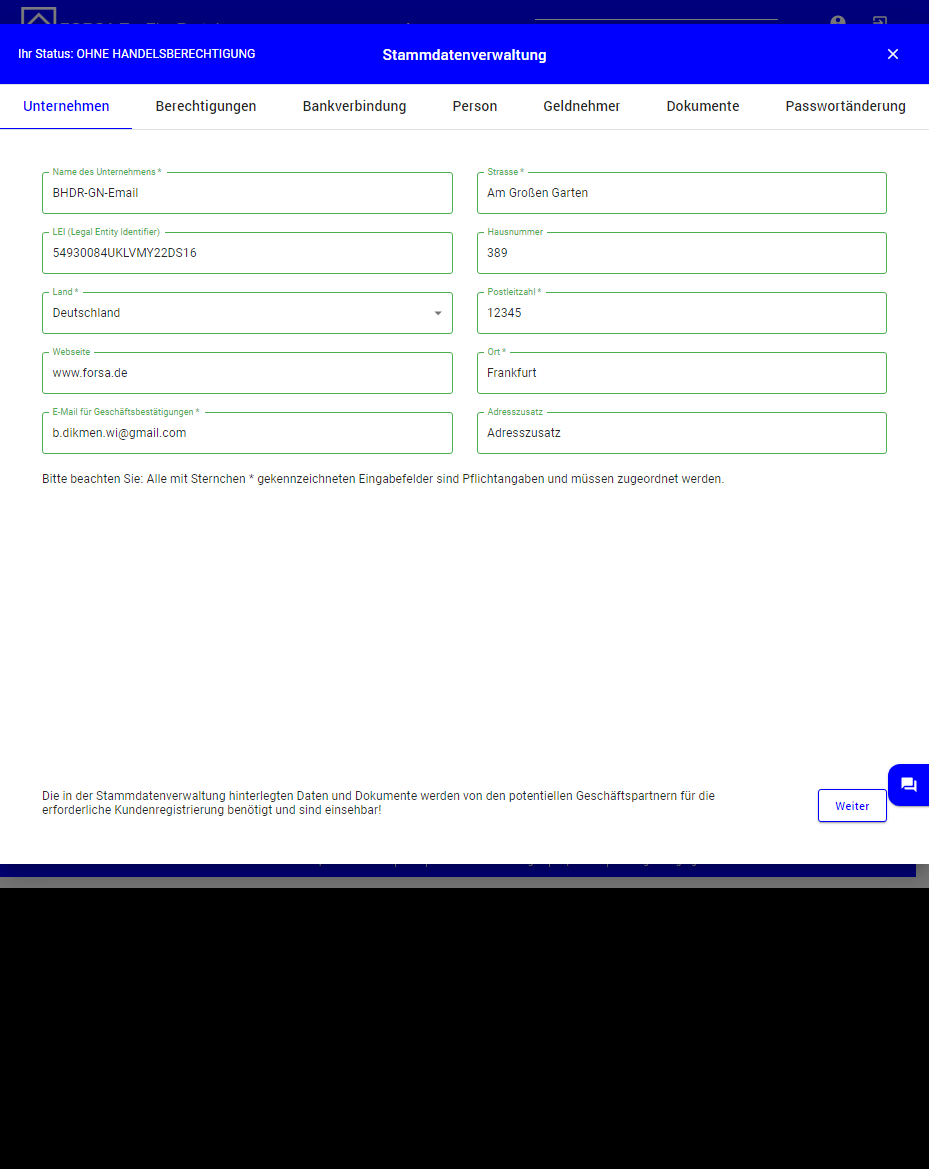 Ihr Status: OHNE HANDELSBERECHTIGUNG
Stammdatenverwaltung
Unternehmen Berechtigungen Bankverbindung Person Geldnehmer Dokumente Passwortänderung
Name des Unternehmens *
BHDR-GN-Email
Strasse *
Am Großen Garten
LEI (Legal Entity Identifier)
54930084UKLVMY22DS16
Hausnummer
389
Land *
Deutschland
Postleitzahl *
12345
Webseite
www.forsa.de
Ort *
Frankfurt
E-Mail für Geschäftsbestätigungen *
b.dikmen.wi@gmail.com
Adresszusatz
Adresszusatz
Bitte beachten Sie: Alle mit Sternchen * gekennzeichneten Eingabefelder sind Pflichtangaben und müssen zugeordnet werden.
Die in der Stammdatenverwaltung hinterlegten Daten und Dokumente werden von den potentiellen Geschäftspartnern für die
erforderliche Kundenregistrierung benötigt und sind einsehbar!
Weiter